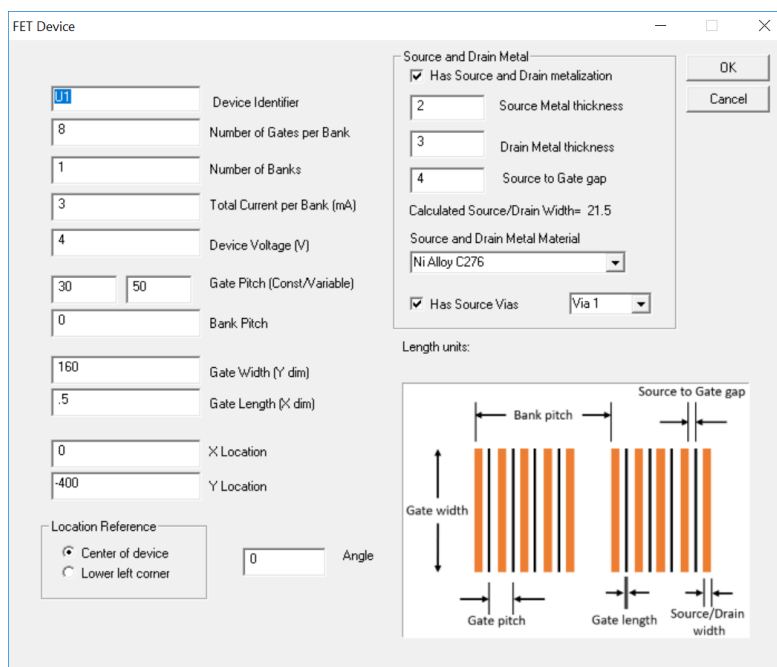 FET Device
U1
Device Identifier
8
Number of Gates per Bank
1
Number of Banks
3
Total Current per Bank (mA)
4
Device Voltage (V)
30
50
Gate Pitch (Const/Variable)
0
Bank Pitch
160
Gate Width (Y dim)
.5
Gate Length (X dim)
0
X Location
-400
Y Location
Location Reference
Center of device
Lower left corner
0
Angle
Source and Drain Metal
Has Source and Drain metalization
2
Source Metal thickness
3
Drain Metal thickness
4
Source to Gate gap
Calculated Source/Drain Width= 21.5
Source and Drain Metal Material
Ni Alloy C276
Has Source Vias
Via 1
OK
Cancel
Length units:
Source to Gate gap
Bank pitch
Gate width
Gate pitch
Gate length
Source/Drain
width